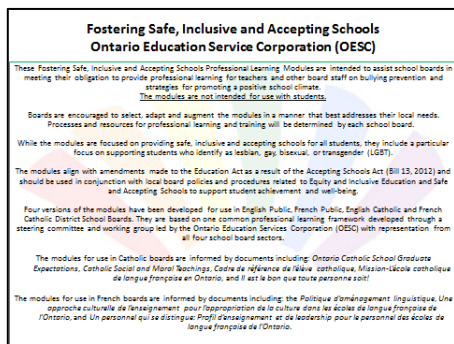 Fostering Safe, Inclusive and Accepting Schools
Ontario Education Service Corporation (OESC)
These Fostering Safe, Inclusive and Accepting Schools Professional Learning Modules are intended to assist school boards in
meeting their obligation to provide professional learning for teachers and other board staff on bullying prevention and
strategies for promoting a positive school climate.
The modules are not intended for use with students.
Boards are encouraged to select, adapt and augment the modules in a manner that best addresses their local needs.
Processes and resources for professional learning and training will be determined by each school board.
While the modules are focused on providing safe, inclusive and accepting schools for all students, they include a particular
focus on supporting students who identify as lesbian, gay, bisexual, or transgender (LGBT).
The modules align with amendments made to the Education Act as a result of the Accepting Schools Act (Bill 13, 2012) and
should be used in conjunction with local board policies and procedures related to Equity and Inclusive Education and Safe
and Accepting Schools to support student achievement and well-being.
Four versions of the modules have been developed for use in English Public, French Public, English Catholic and French
Catholic District School Boards. They are based on one common professional learning framework developed through a
steering committee and working group led by the Ontario Education Services Corporation (OESC) with representation from
all four school board sectors.
The modules for use in Catholic boards are informed by documents including: Ontario Catholic School Graduate
Expectations, Catholic Social and Moral Teachings, Cadre de référence de l'élève catholique, Mission-L'école catholique
de langue française en Ontario, and Il est le bon que toute personne soit!
The modules for use in French boards are informed by documents including: the Politique d'aménagement linguistique, Une
approche culturelle de l'enseignement pour l'appropriation de la culture dans les écoles de langue française de
l'Ontario, and Un personnel qui se distingue: Profil d'enseignement et de leadership pour le personnel des écoles de
langue française de l'Ontario.